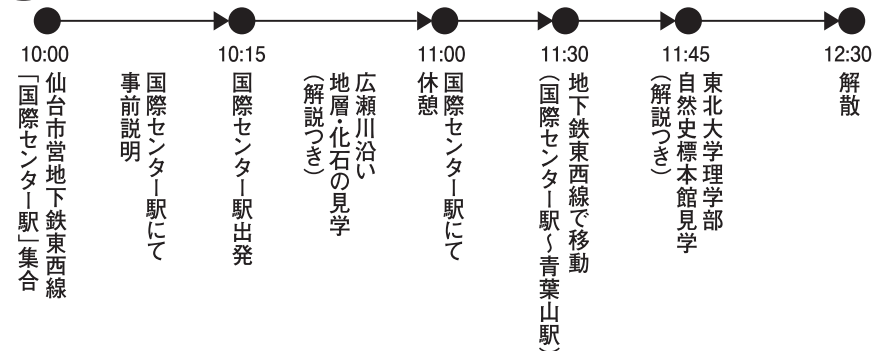 10:00
仙台市営地下鉄東西線
「国際センター駅」集合
国際センター駅にて
事前説明
10:15
国際センター駅出発
広瀬川沿い
地層・化石の見学
（解説つき）
11:00
国際センター駅にて
休憩
11:30
地下鉄東西線で移動
（国際センター駅～青葉山駅）
11:45
東北大学理学部
自然史標本館見学
（解説つき）
12:30
解散